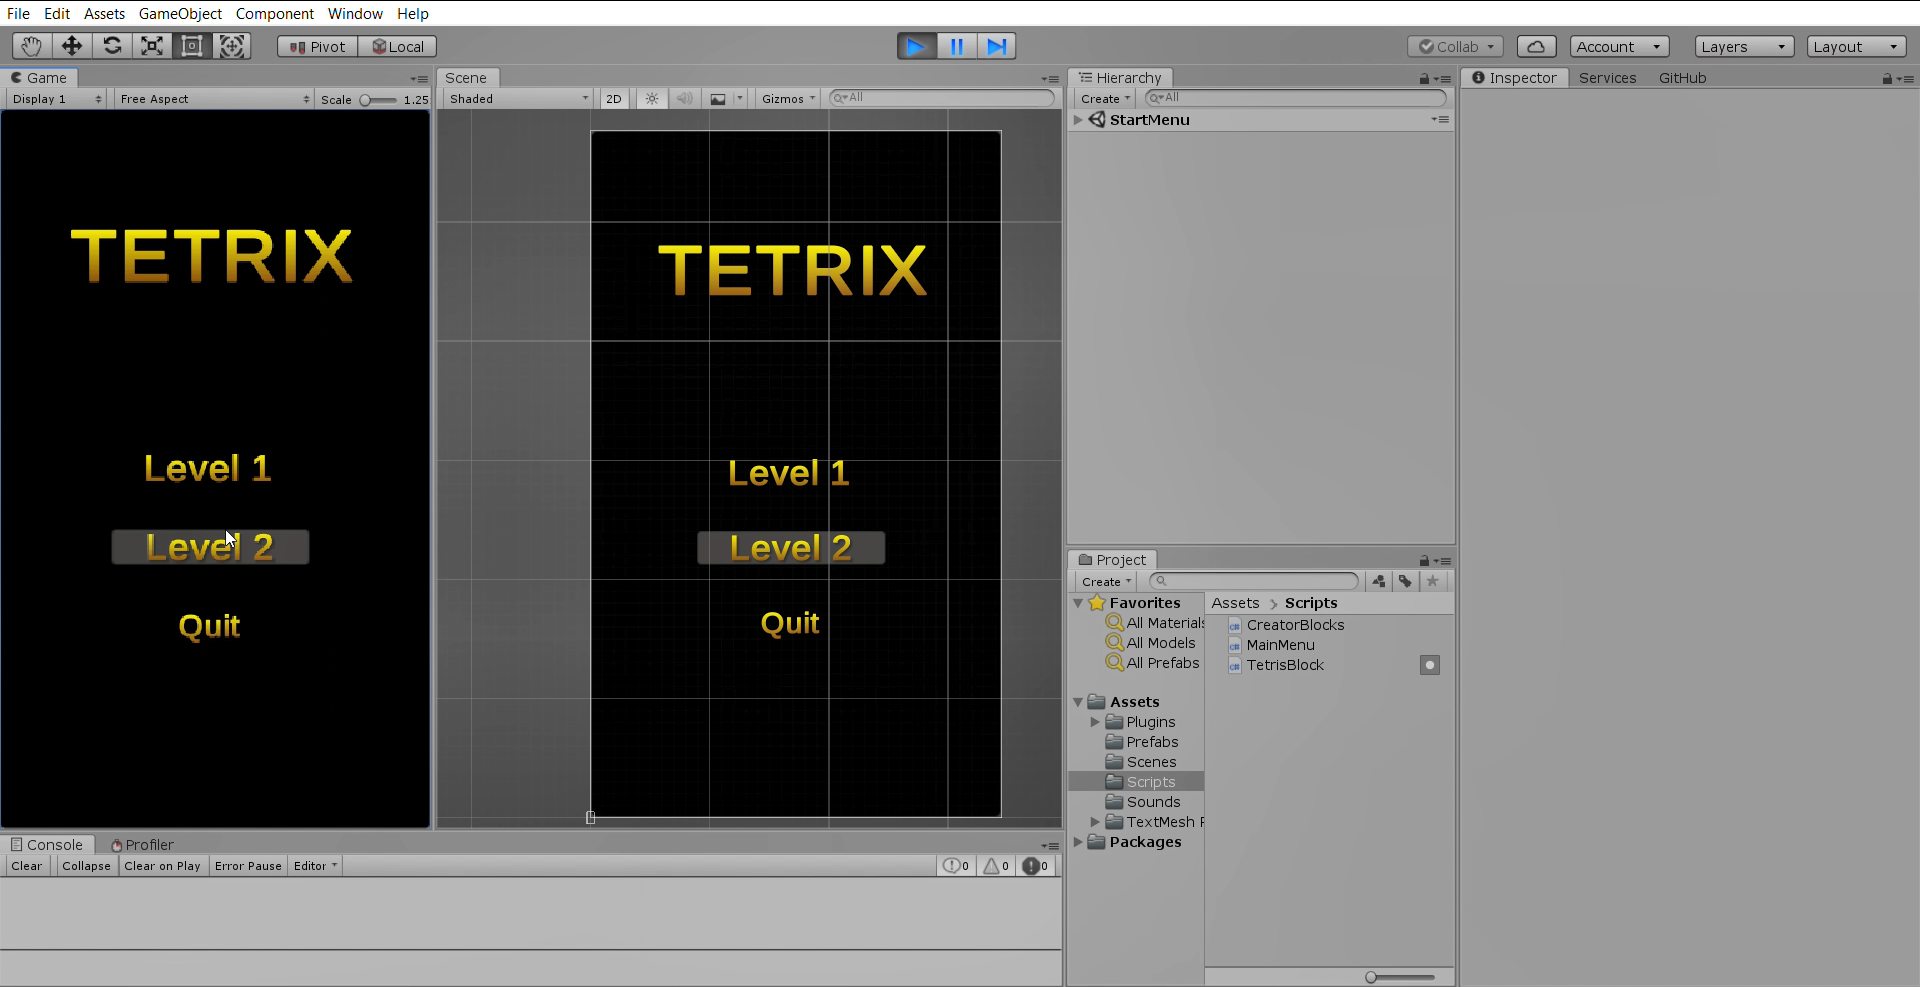 File Edit Assets GameObject Component Window Help
Pivot Local Collab Account Layers Layout
Game
Display 1 Free Aspect Scale 1.25
TETRIX
Level 1
Level 2
Quit
Scene
Shaded 2D Gizmos All
TETRIX
Level 1
Level 2
Quit
Hierarchy
Create All
StartMenu
Project
Create
Favorites
All Materials
All Models
All Prefabs
Assets
Plugins
Prefabs
Scenes
Scripts
Sounds
TextMesh P
Packages
Assets > Scripts
CreatorBlocks
MainMenu
TetrisBlock
Inspector Services GitHub
Console Profiler
Clear Collapse Clear on Play Error Pause Editor 0 0 0